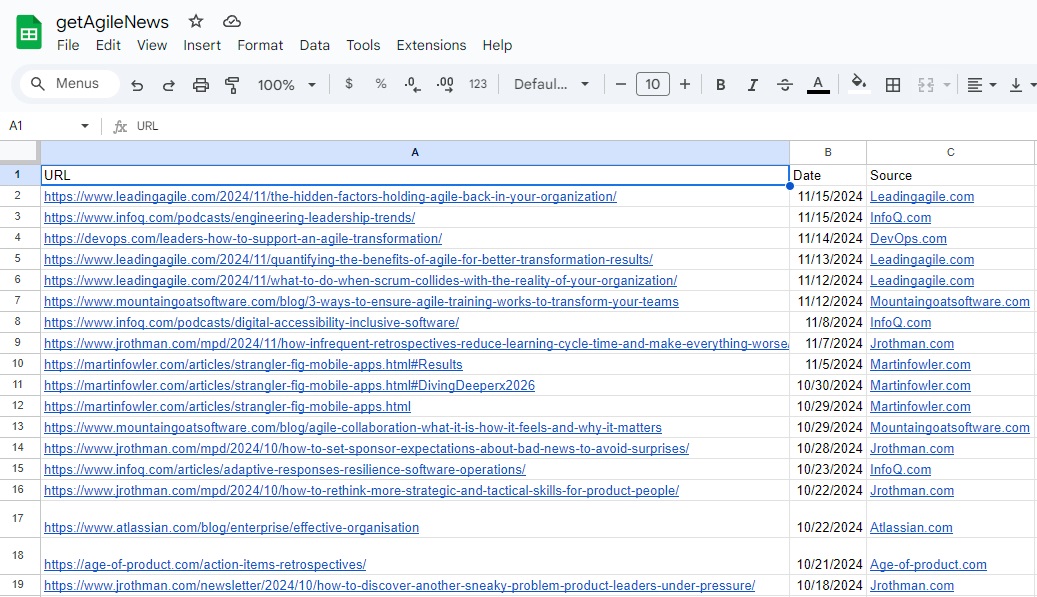 getAgileNews
File Edit View Insert Format Data Tools Extensions Help
Menus 100% $ % .0 .00 123 Defaul... − 10 + B I S A
A1 fx URL
A B C
1 URL Date Source
2 https://www.leadingagile.com/2024/11/the-hidden-factors-holding-agile-back-in-your-organization/ 11/15/2024 Leadingagile.com
3 https://www.infoq.com/podcasts/engineering-leadership-trends/ 11/15/2024 InfoQ.com
4 https://devops.com/leaders-how-to-support-an-agile-transformation/ 11/14/2024 DevOps.com
5 https://www.leadingagile.com/2024/11/quantifying-the-benefits-of-agile-for-better-transformation-results/ 11/13/2024 Leadingagile.com
6 https://www.leadingagile.com/2024/11/what-to-do-when-scrum-collides-with-the-reality-of-your-organization/ 11/12/2024 Leadingagile.com
7 https://www.mountaingoatsoftware.com/blog/3-ways-to-ensure-agile-training-works-to-transform-your-teams 11/12/2024 Mountaingoatsoftware.com
8 https://www.infoq.com/podcasts/digital-accessibility-inclusive-software/ 11/8/2024 InfoQ.com
9 https://www.jrothman.com/mpd/2024/11/how-infrequent-retrospectives-reduce-learning-cycle-time-and-make-everything-worse/ 11/7/2024 Jrothman.com
10 https://martinfowler.com/articles/strangler-fig-mobile-apps.html#Results 11/5/2024 Martinfowler.com
11 https://martinfowler.com/articles/strangler-fig-mobile-apps.html#DivingDeeperx2026 10/30/2024 Martinfowler.com
12 https://martinfowler.com/articles/strangler-fig-mobile-apps.html 10/29/2024 Martinfowler.com
13 https://www.mountaingoatsoftware.com/blog/agile-collaboration-what-it-is-how-it-feels-and-why-it-matters 10/29/2024 Mountaingoatsoftware.com
14 https://www.jrothman.com/mpd/2024/10/how-to-set-sponsor-expectations-about-bad-news-to-avoid-surprises/ 10/28/2024 Jrothman.com
15 https://www.infoq.com/articles/adaptive-responses-resilience-software-operations/ 10/23/2024 InfoQ.com
16 https://www.jrothman.com/mpd/2024/10/how-to-rethink-more-strategic-and-tactical-skills-for-product-people/ 10/22/2024 Jrothman.com
17 https://www.atlassian.com/blog/enterprise/effective-organisation 10/22/2024 Atlassian.com
18 https://age-of-product.com/action-items-retrospectives/ 10/21/2024 Age-of-product.com
19 https://www.jrothman.com/newsletter/2024/10/how-to-discover-another-sneaky-problem-product-leaders-under-pressure/ 10/18/2024 Jrothman.com